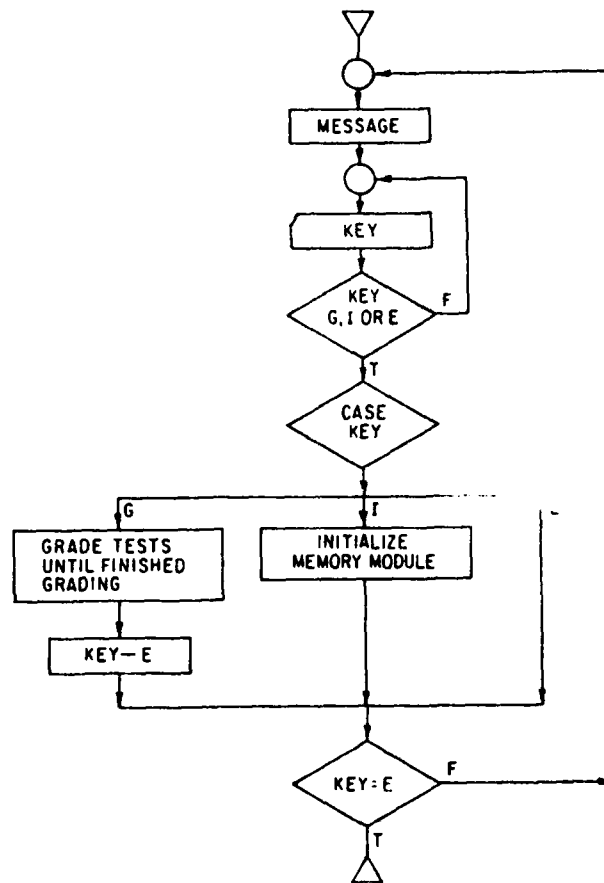 MESSAGE
KEY
KEY
G, I OR E
F
T
CASE
KEY
G
I
GRADE TESTS
UNTIL FINISHED
GRADING
INITIALIZE
MEMORY MODULE
KEY — E
KEY = E
F
T